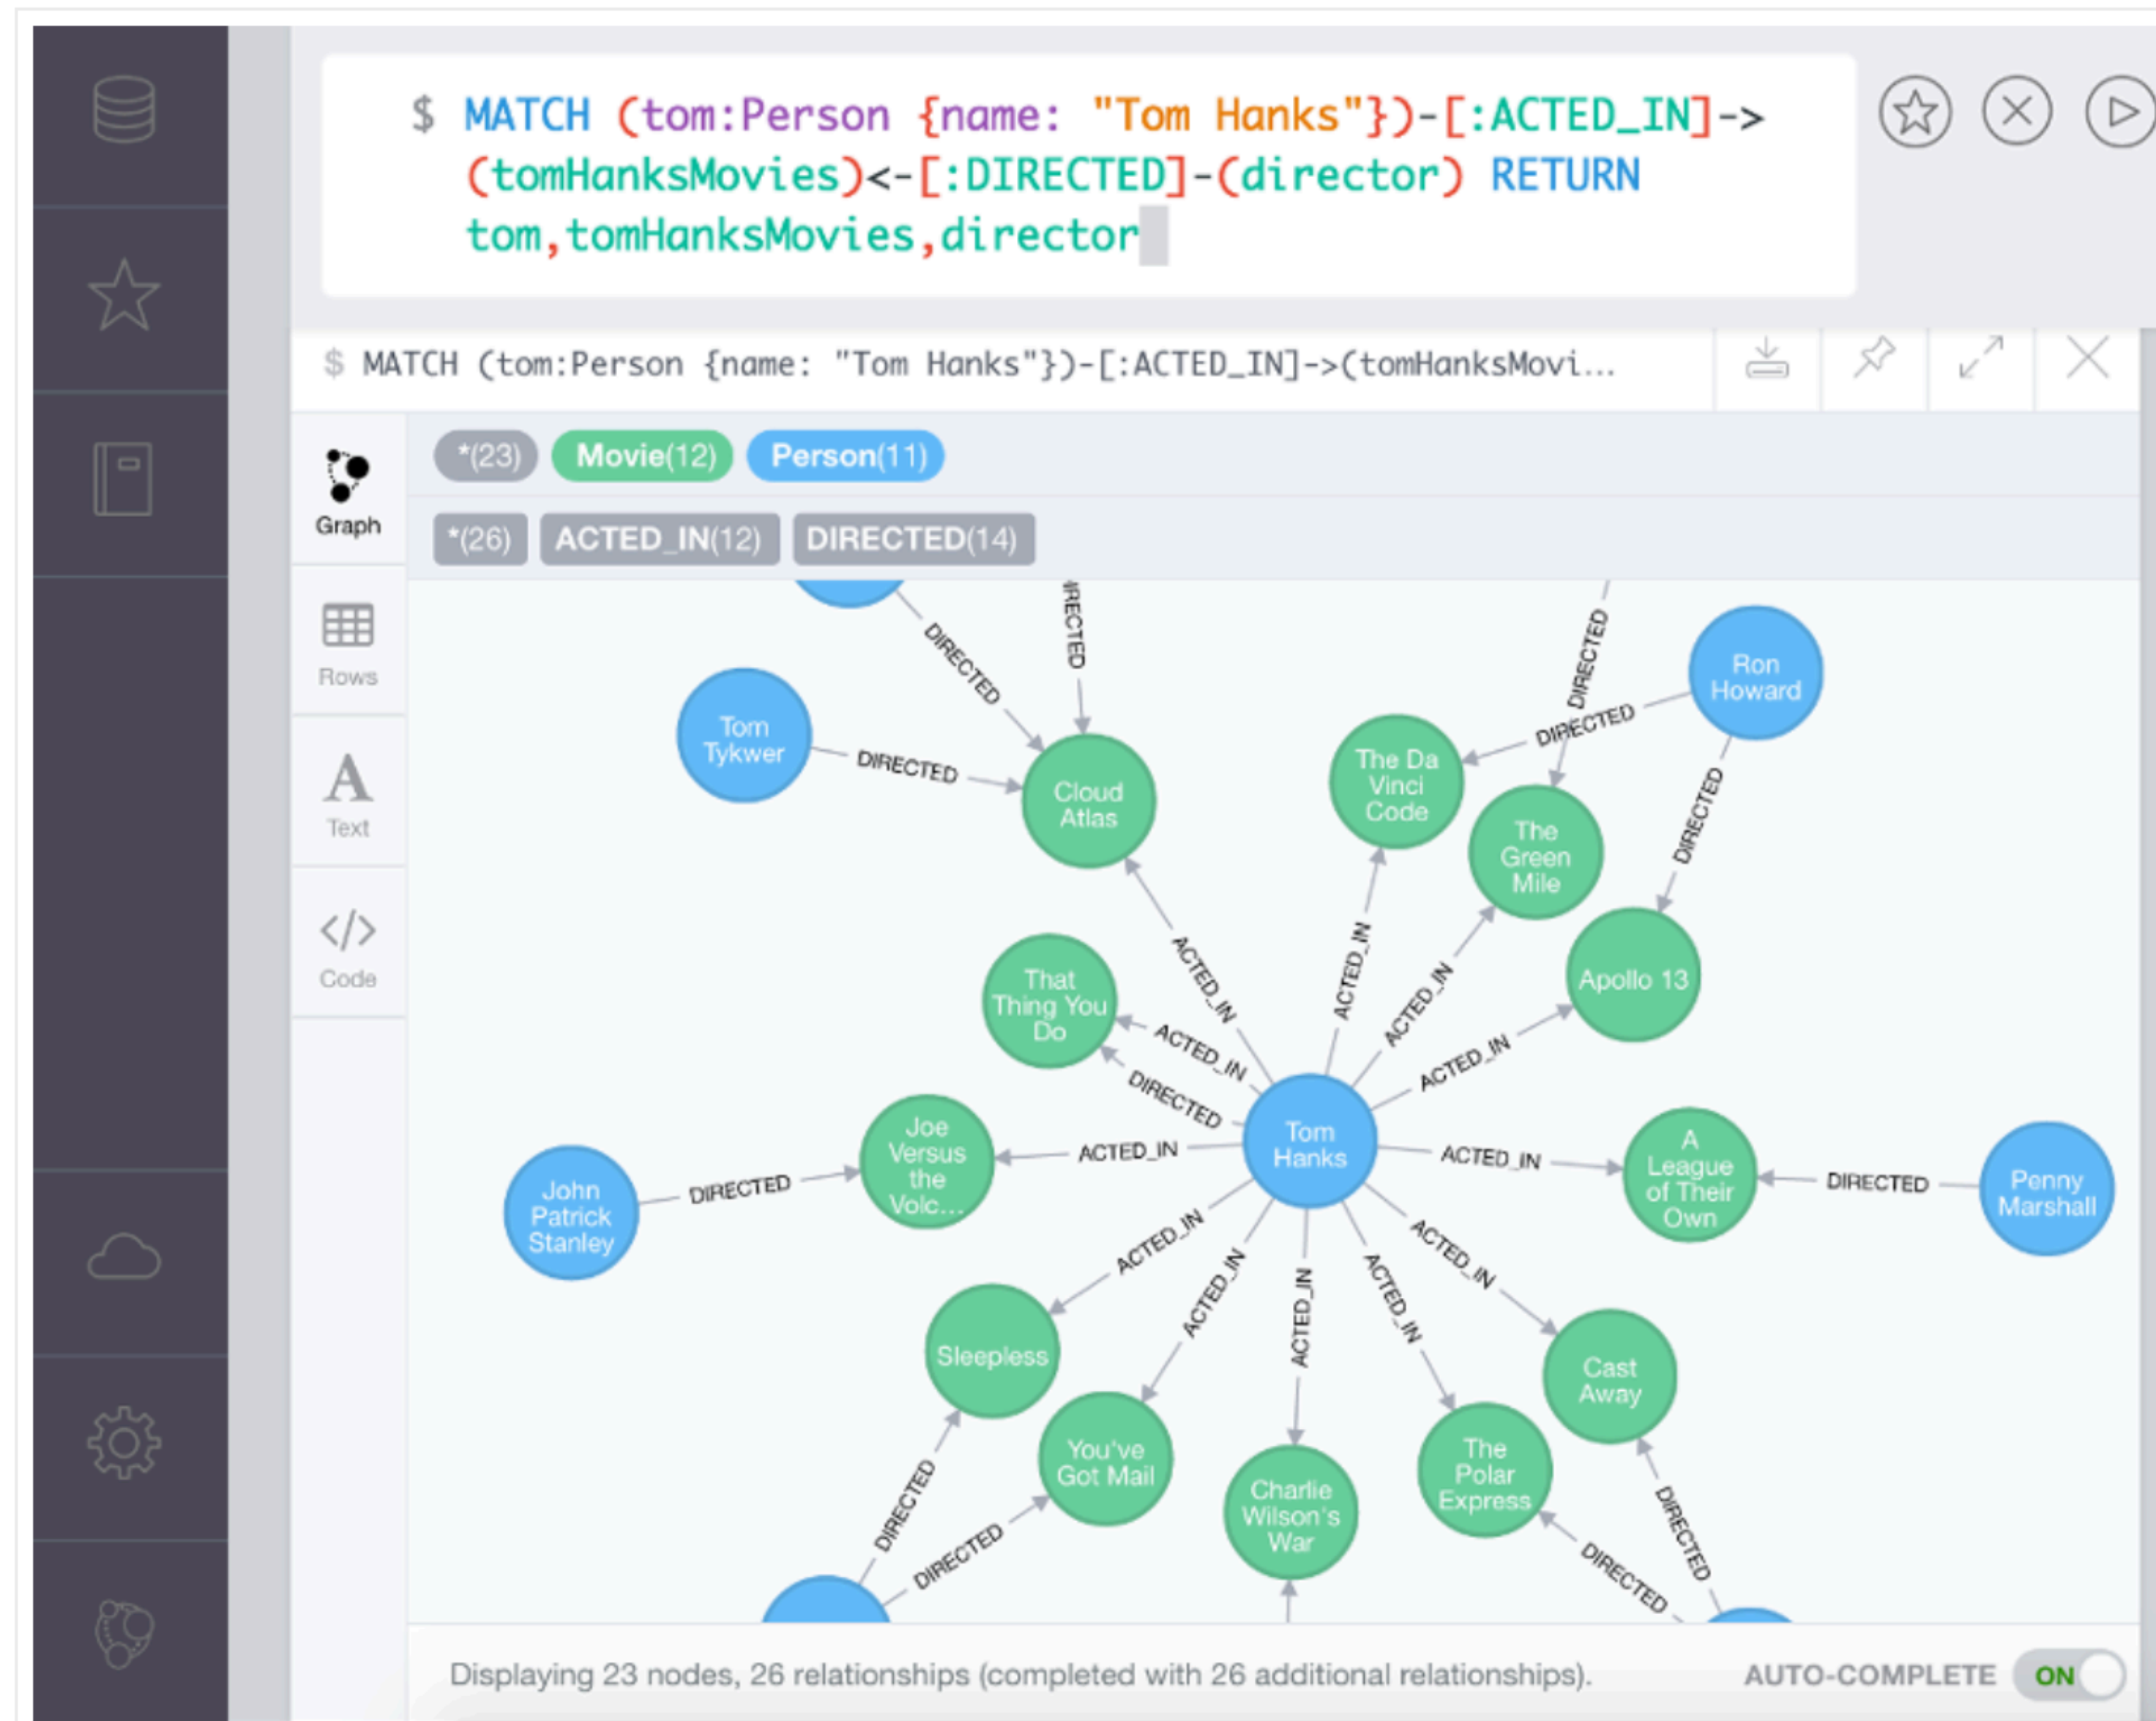 $ MATCH (tom:Person {name: "Tom Hanks"})-[:ACTED_IN]->
(tomHanksMovies)<-[:DIRECTED]-(director) RETURN
tom,tomHanksMovies,director
$ MATCH (tom:Person {name: "Tom Hanks"})-[:ACTED_IN]->(tomHanksMovi...
*(23) Movie(12) Person(11)
*(26) ACTED_IN(12) DIRECTED(14)
Graph
Rows
Text
Code
DIRECTED
DIRECTED
Ron
Howard
DIRECTED
Tom
Tykwer
DIRECTED
Cloud
Atlas
The Da
Vinci
Code
The
Green
Mile
DIRECTED
Apollo 13
ACTED_IN
ACTED_IN
ACTED_IN
ACTED_IN
That
Thing You
Do
ACTED_IN
DIRECTED
Tom
Hanks
Joe
Versus
the
Volc...
ACTED_IN
ACTED_IN
A
League
of Their
Own
DIRECTED
Penny
Marshall
John
Patrick
Stanley
DIRECTED
ACTED_IN
ACTED_IN
ACTED_IN
ACTED_IN
ACTED_IN
Sleepless
You've
Got Mail
Charlie
Wilson's
War
The
Polar
Express
Cast
Away
DIRECTED
DIRECTED
DIRECTED
DIRECTED
Displaying 23 nodes, 26 relationships (completed with 26 additional relationships).
AUTO-COMPLETE ON